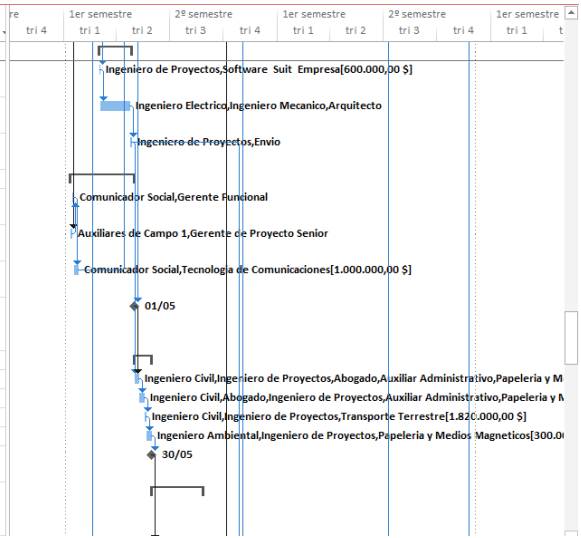 re 1er semestre 2º semestre 1er semestre 2º semestre 1er semestre
tri 4 tri 1 tri 2 tri 3 tri 4 tri 1 tri 2 tri 3 tri 4 tri 1 t
Ingeniero de Proyectos,Software Suit Empresa[600.000,00 $]
Ingeniero Electrico,Ingeniero Mecanico,Arquitecto
Ingeniero de Proyectos,Envio
Comunicador Social,Gerente Funcional
Auxiliares de Campo 1,Gerente de Proyecto Senior
Comunicador Social,Tecnologia de Comunicaciones[1.000.000,00 $]
01/05
Ingeniero Civil,Ingeniero de Proyectos,Abogado,Auxiliar Administrativo,Papeleria y M
Ingeniero Civil,Abogado,Ingeniero de Proyectos,Auxiliar Administrativo,Papeleria y M
Ingeniero Civil,Ingeniero de Proyectos,Transporte Terrestre[1.820.000,00 $]
Ingeniero Ambiental,Ingeniero de Proyectos,Papeleria y Medios Magneticos[300.00
30/05